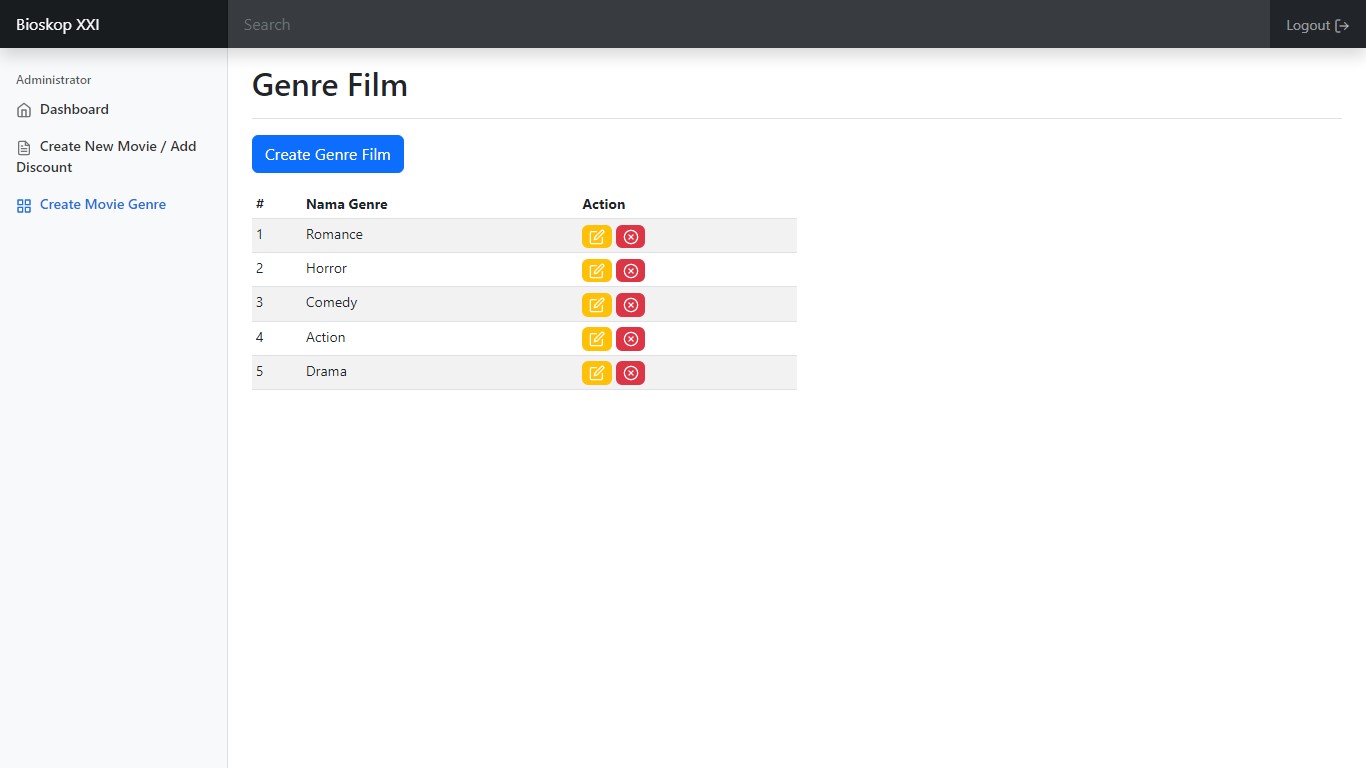 Bioskop XXI
Search
Logout
Administrator
Dashboard
Create New Movie / Add
Discount
Create Movie Genre
Genre Film
Create Genre Film
# Nama Genre Action
1 Romance
2 Horror
3 Comedy
4 Action
5 Drama